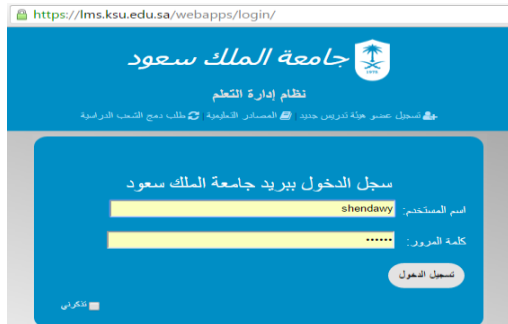 https://lms.ksu.edu.sa/webapps/login/
جامعة الملك سعود
1957
نظام إدارة التعلم
تسجيل عضو هيئة تدريس جديد المصادر التعليمية طلب دمج الشعب الدراسية
سجل الدخول ببريد جامعة الملك سعود
اسم المستخدم: shendawy
كلمة المرور: ••••••
تسجيل الدخول
تذكرني